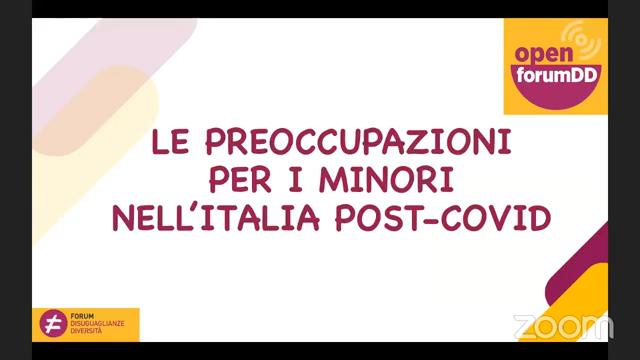 open
forumDD
LE PREOCCUPAZIONI
PER I MINORI
NELL'ITALIA POST-COVID
FORUM
DISUGUAGLIANZE
DIVERSITÀ
zoom